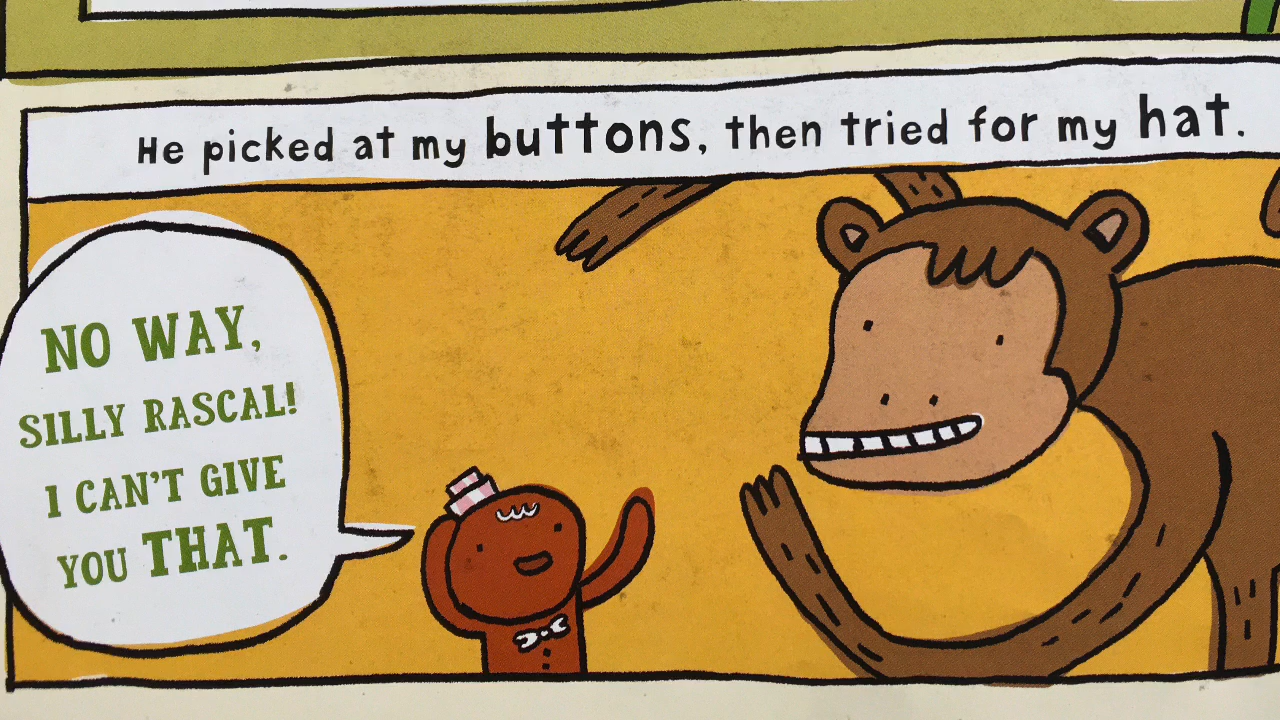 He picked at my buttons, then tried for my hat.
NO WAY,
SILLY RASCAL!
I CAN'T GIVE
YOU THAT.